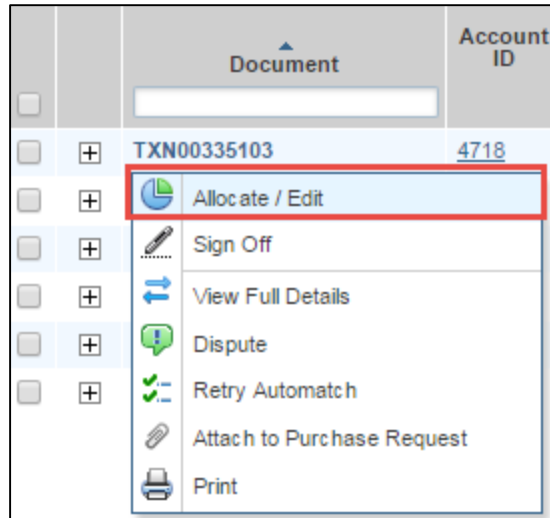 Document
Account
ID
TXN00335103 4718
Allocate / Edit
Sign Off
View Full Details
Dispute
Retry Automatch
Attach to Purchase Request
Print